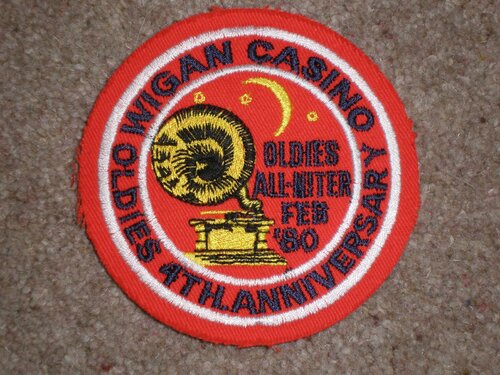 WIGAN CASINO
OLDIES 4TH.ANNIVERSARY
OLDIES
ALL-NITER
FEB
'80